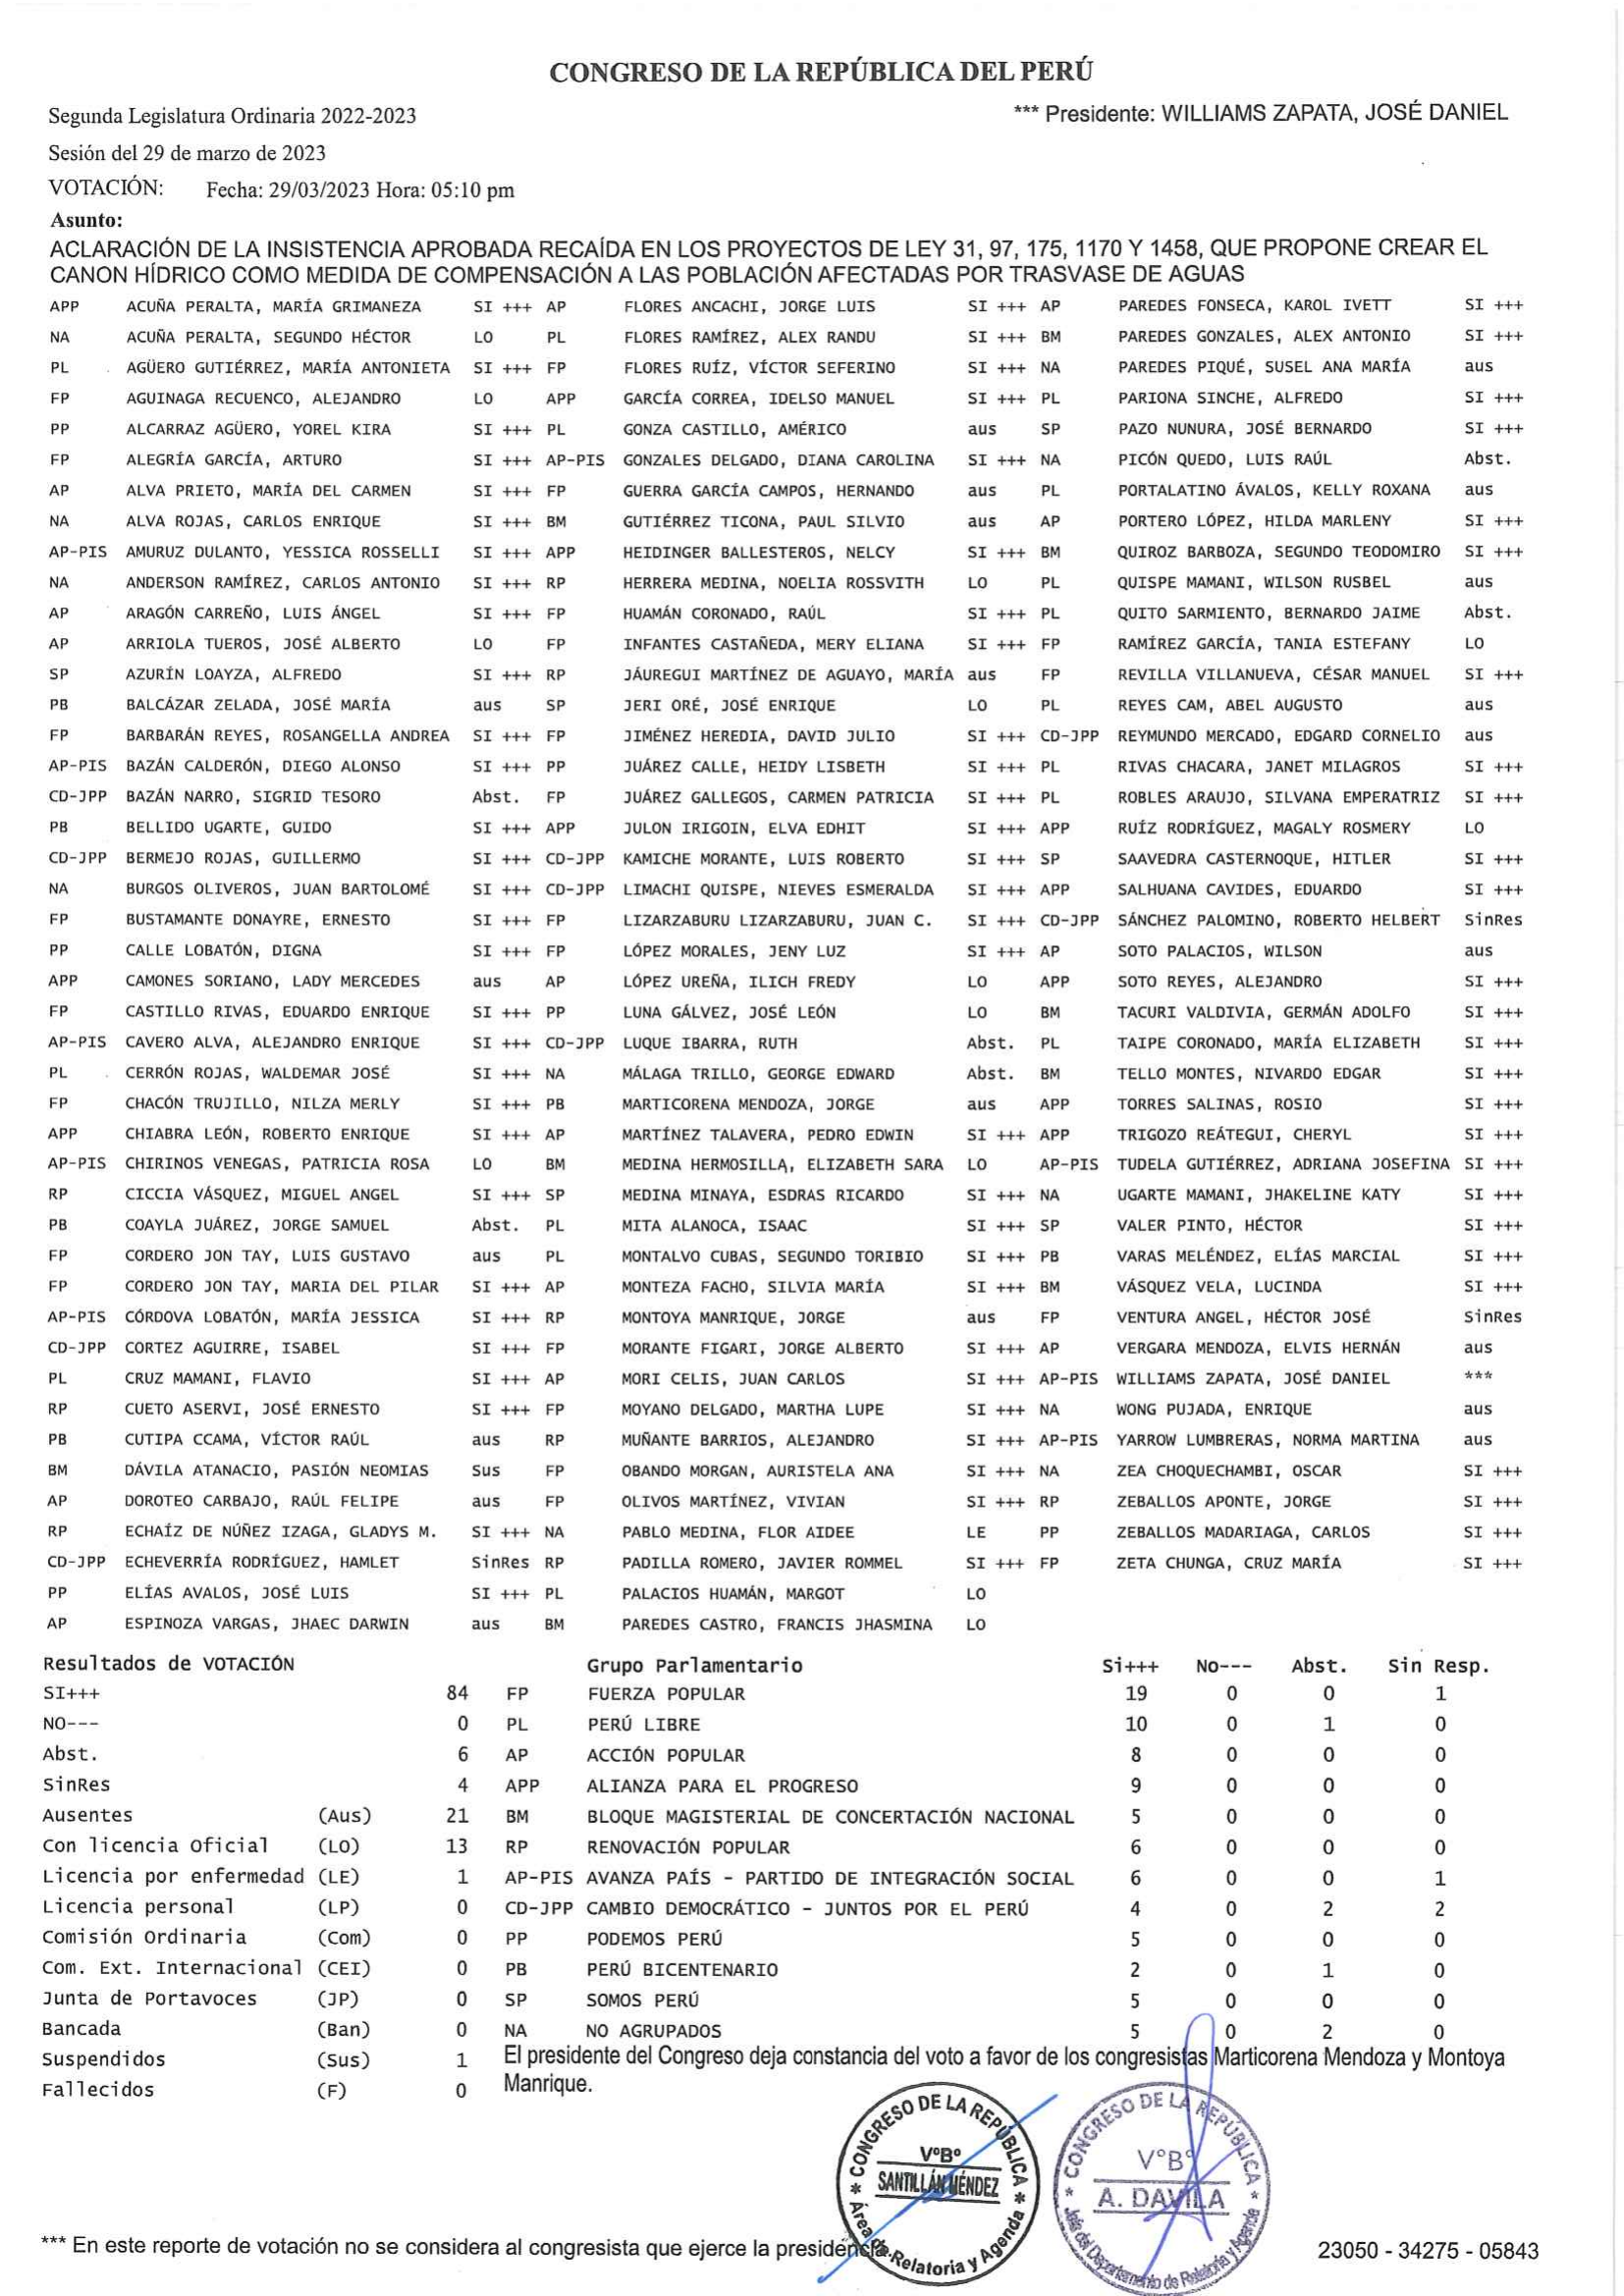 CONGRESO DE LA REPÚBLICA DEL PERÚ
Segunda Legislatura Ordinaria 2022-2023 *** Presidente: WILLIAMS ZAPATA, JOSÉ DANIEL
Sesión del 29 de marzo de 2023
VOTACIÓN: Fecha: 29/03/2023 Hora: 05:10 pm
Asunto:
ACLARACIÓN DE LA INSISTENCIA APROBADA RECAÍDA EN LOS PROYECTOS DE LEY 31, 97, 175, 1170 Y 1458, QUE PROPONE CREAR EL
CANON HÍDRICO COMO MEDIDA DE COMPENSACIÓN A LAS POBLACIÓN AFECTADAS POR TRASVASE DE AGUAS
APP ACUÑA PERALTA, MARÍA GRIMANEZA SI +++ AP FLORES ANCACHI, JORGE LUIS SI +++ AP PAREDES FONSECA, KAROL IVETT SI +++
NA ACUÑA PERALTA, SEGUNDO HÉCTOR LO PL FLORES RAMÍREZ, ALEX RANDU SI +++ BM PAREDES GONZALES, ALEX ANTONIO SI +++
PL AGÜERO GUTIÉRREZ, MARÍA ANTONIETA SI +++ FP FLORES RUÍZ, VÍCTOR SEFERINO SI +++ NA PAREDES PIQUÉ, SUSEL ANA MARÍA aus
FP AGUINAGA RECUENCO, ALEJANDRO LO APP GARCÍA CORREA, IDELSO MANUEL SI +++ PL PARIONA SINCHE, ALFREDO SI +++
PP ALCARRAZ AGÜERO, YOREL KIRA SI +++ PL GONZA CASTILLO, AMÉRICO aus SP PAZO NUNURA, JOSÉ BERNARDO SI +++
FP ALEGRÍA GARCÍA, ARTURO SI +++ AP-PIS GONZALES DELGADO, DIANA CAROLINA SI +++ NA PICÓN QUEDO, LUIS RAÚL Abst.
AP ALVA PRIETO, MARÍA DEL CARMEN SI +++ FP GUERRA GARCÍA CAMPOS, HERNANDO aus PL PORTALATINO ÁVALOS, KELLY ROXANA aus
NA ALVA ROJAS, CARLOS ENRIQUE SI +++ BM GUTIÉRREZ TICONA, PAUL SILVIO aus AP PORTERO LÓPEZ, HILDA MARLENY SI +++
AP-PIS AMURUZ DULANTO, YESSICA ROSSELLI SI +++ APP HEIDINGER BALLESTEROS, NELCY SI +++ BM QUIROZ BARBOZA, SEGUNDO TEODOMIRO SI +++
NA ANDERSON RAMÍREZ, CARLOS ANTONIO SI +++ RP HERRERA MEDINA, NOELIA ROSSVITH LO PL QUISPE MAMANI, WILSON RUSBEL aus
AP ARAGÓN CARREÑO, LUIS ÁNGEL SI +++ FP HUAMÁN CORONADO, RAÚL SI +++ PL QUITO SARMIENTO, BERNARDO JAIME Abst.
AP ARRIOLA TUEROS, JOSÉ ALBERTO LO FP INFANTES CASTAÑEDA, MERY ELIANA SI +++ FP RAMÍREZ GARCÍA, TANIA ESTEFANY LO
SP AZURÍN LOAYZA, ALFREDO SI +++ RP JÁUREGUI MARTÍNEZ DE AGUAYO, MARÍA aus FP REVILLA VILLANUEVA, CÉSAR MANUEL SI +++
PB BALCÁZAR ZELADA, JOSÉ MARÍA aus SP JERI ORÉ, JOSÉ ENRIQUE LO PL REYES CAM, ABEL AUGUSTO aus
FP BARBARÁN REYES, ROSANGELLA ANDREA SI +++ FP JIMÉNEZ HEREDIA, DAVID JULIO SI +++ CD-JPP REYMUNDO MERCADO, EDGARD CORNELIO aus
AP-PIS BAZÁN CALDERÓN, DIEGO ALONSO SI +++ PP JUÁREZ CALLE, HEIDY LISBETH SI +++ PL RIVAS CHACARA, JANET MILAGROS SI +++
CD-JPP BAZÁN NARRO, SIGRID TESORO Abst. FP JUÁREZ GALLEGOS, CARMEN PATRICIA SI +++ PL ROBLES ARAUJO, SILVANA EMPERATRIZ SI +++
PB BELLIDO UGARTE, GUIDO SI +++ APP JULON IRIGOIN, ELVA EDHIT SI +++ APP RUÍZ RODRÍGUEZ, MAGALY ROSMERY LO
CD-JPP BERMEJO ROJAS, GUILLERMO SI +++ CD-JPP KAMICHE MORANTE, LUIS ROBERTO SI +++ SP SAAVEDRA CASTERNOQUE, HITLER SI +++
NA BURGOS OLIVEROS, JUAN BARTOLOMÉ SI +++ CD-JPP LIMACHI QUISPE, NIEVES ESMERALDA SI +++ APP SALHUANA CAVIDES, EDUARDO SI +++
FP BUSTAMANTE DONAYRE, ERNESTO SI +++ FP LIZARZABURU LIZARZABURU, JUAN C. SI +++ CD-JPP SÁNCHEZ PALOMINO, ROBERTO HELBERT SinRes
PP CALLE LOBATÓN, DIGNA SI +++ FP LÓPEZ MORALES, JENY LUZ SI +++ AP SOTO PALACIOS, WILSON aus
APP CAMONES SORIANO, LADY MERCEDES aus AP LÓPEZ UREÑA, ILICH FREDY LO APP SOTO REYES, ALEJANDRO SI +++
FP CASTILLO RIVAS, EDUARDO ENRIQUE SI +++ PP LUNA GÁLVEZ, JOSÉ LEÓN LO BM TACURI VALDIVIA, GERMÁN ADOLFO SI +++
AP-PIS CAVERO ALVA, ALEJANDRO ENRIQUE SI +++ CD-JPP LUQUE IBARRA, RUTH Abst. PL TAIPE CORONADO, MARÍA ELIZABETH SI +++
PL CERRÓN ROJAS, WALDEMAR JOSÉ SI +++ NA MÁLAGA TRILLO, GEORGE EDWARD Abst. BM TELLO MONTES, NIVARDO EDGAR SI +++
FP CHACÓN TRUJILLO, NILZA MERLY SI +++ PB MARTICORENA MENDOZA, JORGE aus APP TORRES SALINAS, ROSIO SI +++
APP CHIABRA LEÓN, ROBERTO ENRIQUE SI +++ AP MARTÍNEZ TALAVERA, PEDRO EDWIN SI +++ APP TRIGOZO REÁTEGUI, CHERYL SI +++
AP-PIS CHIRINOS VENEGAS, PATRICIA ROSA LO BM MEDINA HERMOSILLA, ELIZABETH SARA LO AP-PIS TUDELA GUTIÉRREZ, ADRIANA JOSEFINA SI +++
RP CICCIA VÁSQUEZ, MIGUEL ANGEL SI +++ SP MEDINA MINAYA, ESDRAS RICARDO SI +++ NA UGARTE MAMANI, JHAKELINE KATY SI +++
PB COAYLA JUÁREZ, JORGE SAMUEL Abst. PL MITA ALANOCA, ISAAC SI +++ SP VALER PINTO, HÉCTOR SI +++
FP CORDERO JON TAY, LUIS GUSTAVO aus PL MONTALVO CUBAS, SEGUNDO TORIBIO SI +++ PB VARAS MELÉNDEZ, ELÍAS MARCIAL SI +++
FP CORDERO JON TAY, MARIA DEL PILAR SI +++ AP MONTEZA FACHO, SILVIA MARÍA SI +++ BM VÁSQUEZ VELA, LUCINDA SI +++
AP-PIS CÓRDOVA LOBATÓN, MARÍA JESSICA SI +++ RP MONTOYA MANRIQUE, JORGE aus FP VENTURA ANGEL, HÉCTOR JOSÉ SinRes
CD-JPP CORTEZ AGUIRRE, ISABEL SI +++ FP MORANTE FIGARI, JORGE ALBERTO SI +++ AP VERGARA MENDOZA, ELVIS HERNÁN aus
PL CRUZ MAMANI, FLAVIO SI +++ AP MORI CELIS, JUAN CARLOS SI +++ AP-PIS WILLIAMS ZAPATA, JOSÉ DANIEL ***
RP CUETO ASERVI, JOSÉ ERNESTO SI +++ FP MOYANO DELGADO, MARTHA LUPE SI +++ NA WONG PUJADA, ENRIQUE aus
PB CUTIPA CCAMA, VÍCTOR RAÚL aus RP MUÑANTE BARRIOS, ALEJANDRO SI +++ AP-PIS YARROW LUMBRERAS, NORMA MARTINA aus
BM DÁVILA ATANACIO, PASIÓN NEOMIAS Sus FP OBANDO MORGAN, AURISTELA ANA SI +++ NA ZEA CHOQUECHAMBI, OSCAR SI +++
AP DOROTEO CARBAJO, RAÚL FELIPE aus FP OLIVOS MARTÍNEZ, VIVIAN SI +++ RP ZEBALLOS APONTE, JORGE SI +++
RP ECHAÍZ DE NÚÑEZ IZAGA, GLADYS M. SI +++ NA PABLO MEDINA, FLOR AIDEE LE PP ZEBALLOS MADARIAGA, CARLOS SI +++
CD-JPP ECHEVERRÍA RODRÍGUEZ, HAMLET SinRes RP PADILLA ROMERO, JAVIER ROMMEL SI +++ FP ZETA CHUNGA, CRUZ MARÍA SI +++
PP ELÍAS AVALOS, JOSÉ LUIS SI +++ PL PALACIOS HUAMÁN, MARGOT LO
AP ESPINOZA VARGAS, JHAEC DARWIN aus BM PAREDES CASTRO, FRANCIS JHASMINA LO
Resultados de VOTACIÓN Grupo Parlamentario Si+++ No--- Abst. Sin Resp.
SI+++ 84 FP FUERZA POPULAR 19 0 0 1
NO--- 0 PL PERÚ LIBRE 10 0 1 0
Abst. 6 AP ACCIÓN POPULAR 8 0 0 0
SinRes 4 APP ALIANZA PARA EL PROGRESO 9 0 0 0
Ausentes (Aus) 21 BM BLOQUE MAGISTERIAL DE CONCERTACIÓN NACIONAL 5 0 0 0
Con licencia Oficial (LO) 13 RP RENOVACIÓN POPULAR 6 0 0 0
Licencia por enfermedad (LE) 1 AP-PIS AVANZA PAÍS - PARTIDO DE INTEGRACIÓN SOCIAL 6 0 0 1
Licencia personal (LP) 0 CD-JPP CAMBIO DEMOCRÁTICO - JUNTOS POR EL PERÚ 4 0 2 2
Comisión Ordinaria (Com) 0 PP PODEMOS PERÚ 5 0 0 0
Com. Ext. Internacional (CEI) 0 PB PERÚ BICENTENARIO 2 0 1 0
Junta de Portavoces (JP) 0 SP SOMOS PERÚ 5 0 0 0
Bancada (Ban) 0 NA NO AGRUPADOS 5 0 2 0
Suspendidos (Sus) 1 El presidente del Congreso deja constancia del voto a favor de los congresistas Marticorena Mendoza y Montoya
Fallecidos (F) 0 Manrique.
* CONGRESO DE LA REPÚBLICA *
V°B°
SANTILLÁN MÉNDEZ
Área de Relatoria y Agenda
* CONGRESO DE LA REPÚBLICA *
V°B°
A. DAVILA
Jefa del Departamento de Relatoría y Agenda
*** En este reporte de votación no se considera al congresista que ejerce la presidencia 23050 - 34275 - 05843